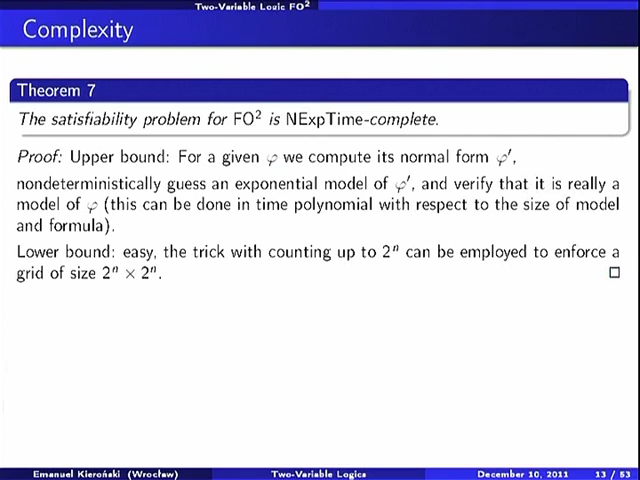 Two-Variable Logic FO²
Complexity
Theorem 7
The satisfiability problem for FO² is NExpTime-complete.
Proof: Upper bound: For a given φ we compute its normal form φ′,
nondeterministically guess an exponential model of φ′, and verify that it is really a
model of φ (this can be done in time polynomial with respect to the size of model
and formula).
Lower bound: easy, the trick with counting up to 2ⁿ can be employed to enforce a
grid of size 2ⁿ × 2ⁿ. □
Emanuel Kieroński (Wrocław) Two-Variable Logics December 10, 2011 13 / 53